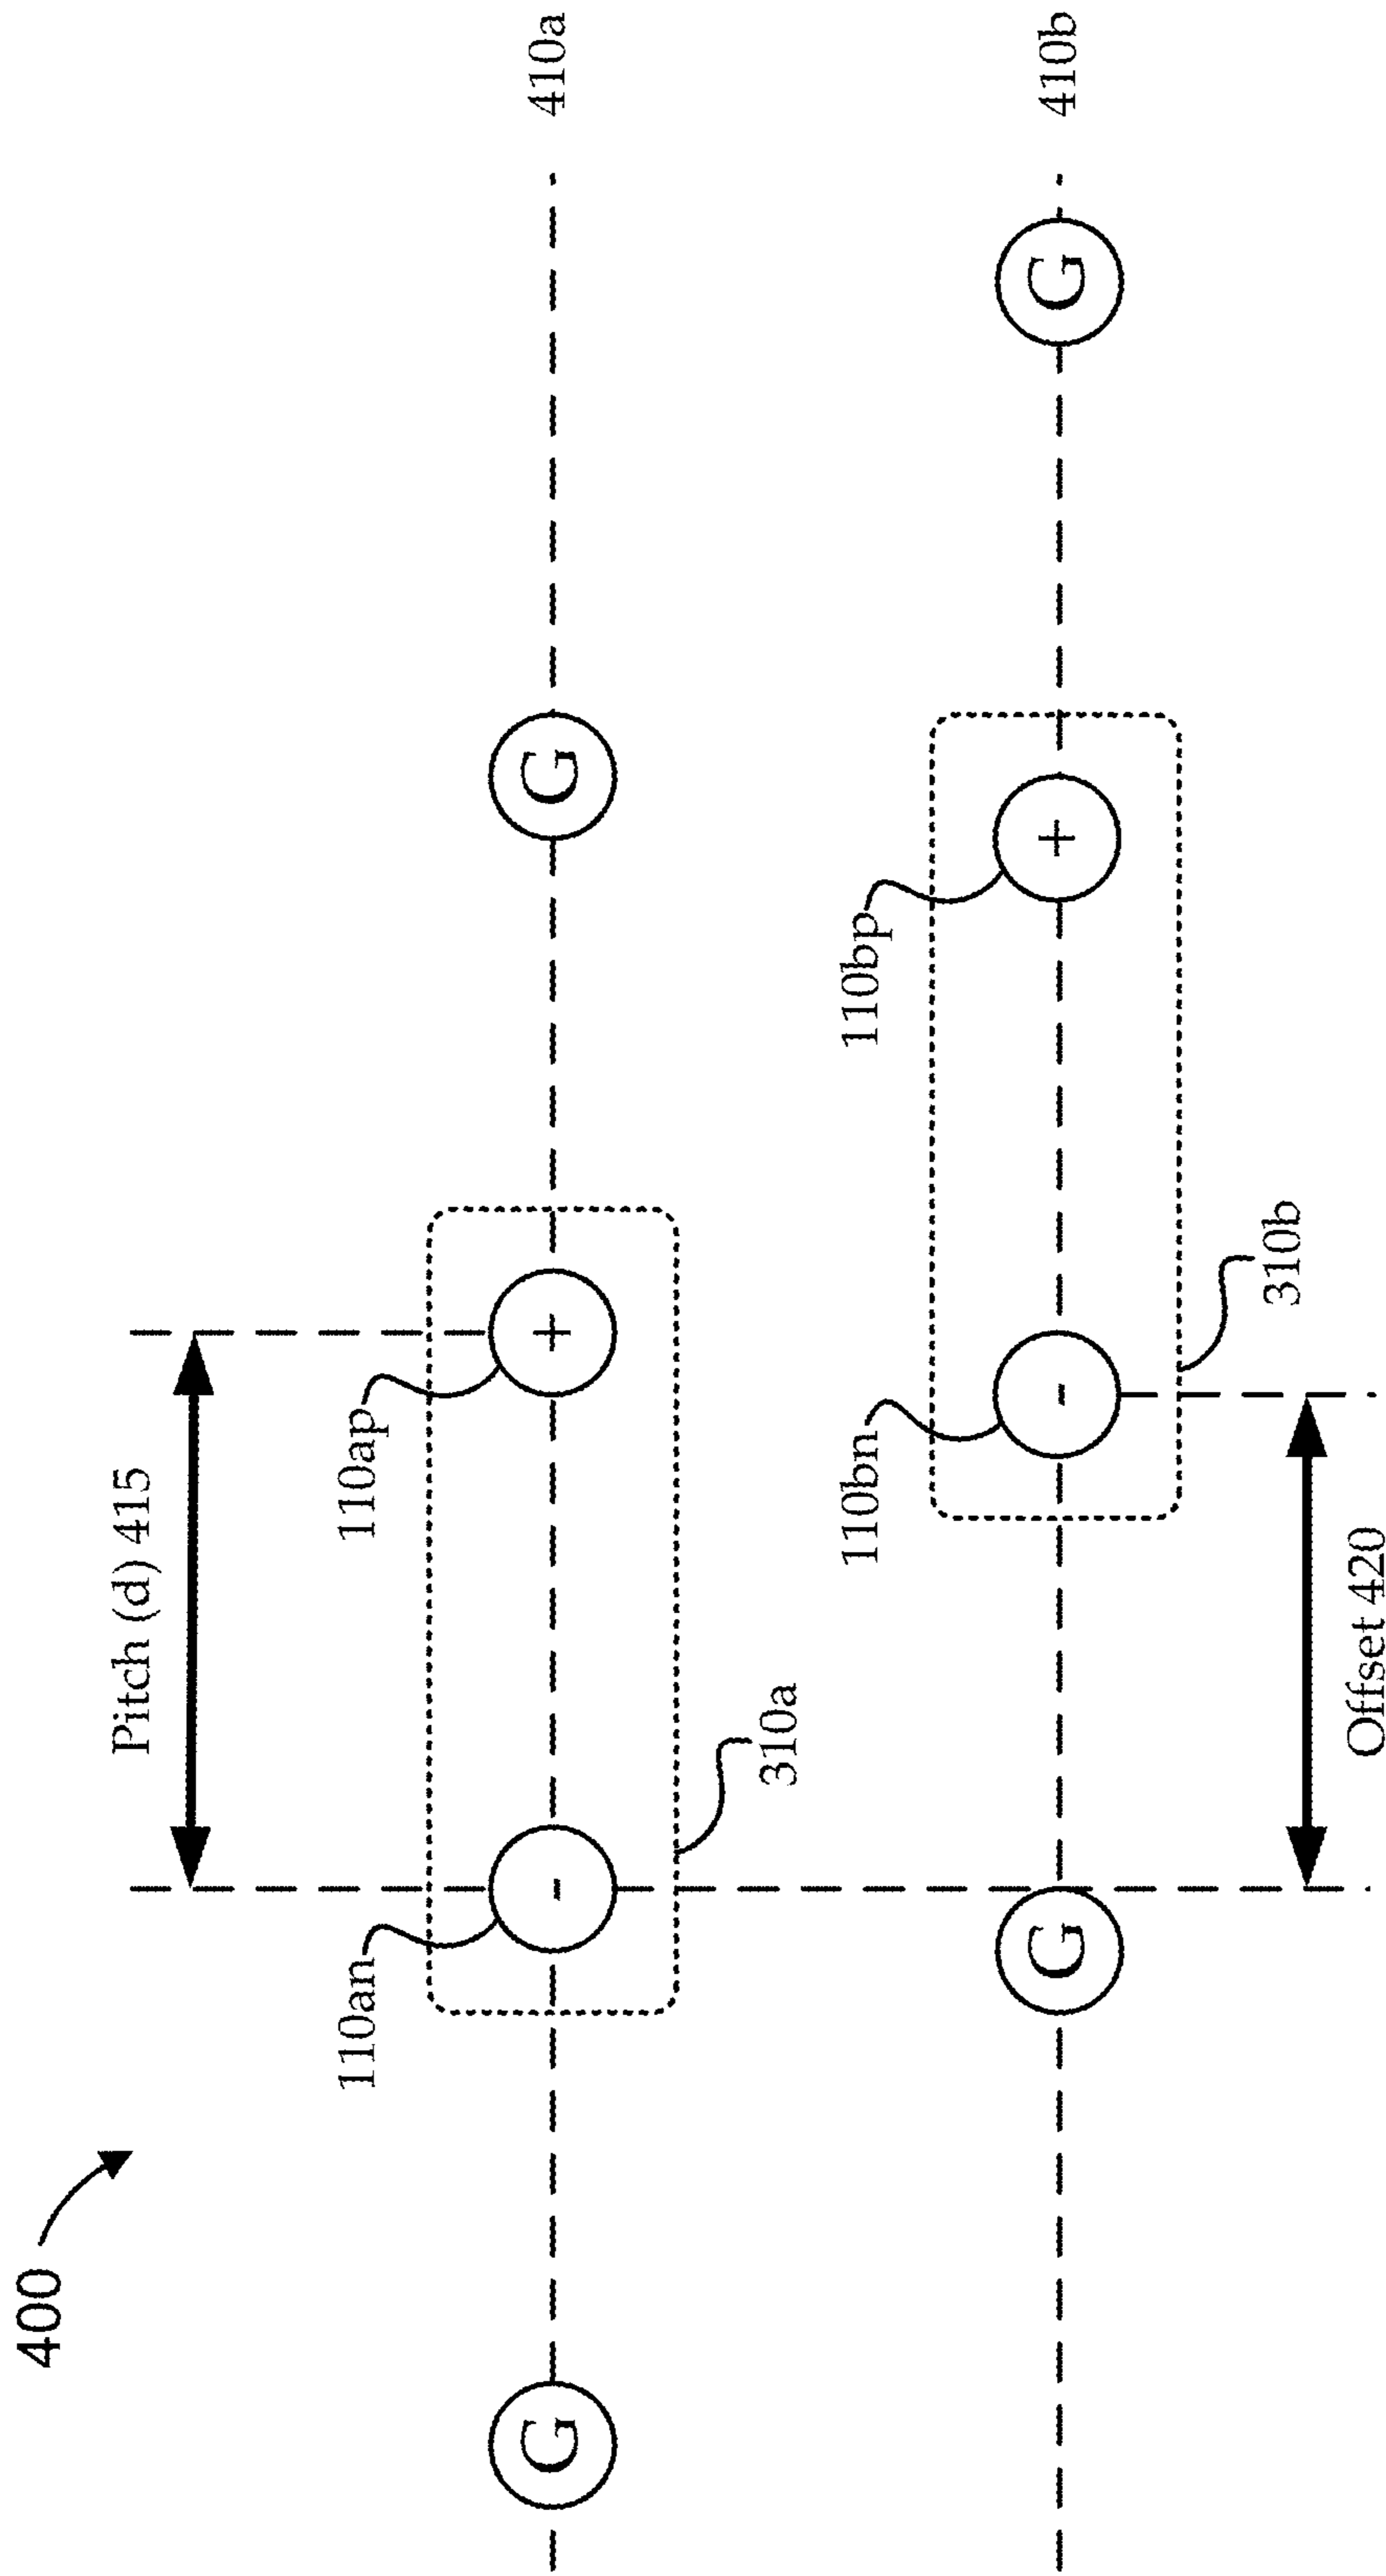 400
Pitch (d) 415
110an
110ap
G
-
+
G
410a
310a
110bn
110bp
G
-
+
G
410b
310b
Offset 420